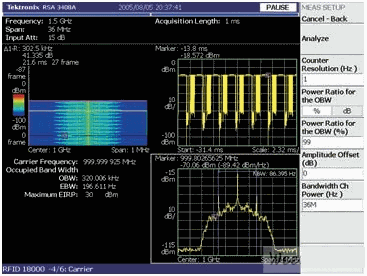 Tektronix RSA 3408A 2005/08/05 20:37:41 PAUSE MEAS SETUP
Frequency: 1.5 GHz Acquisition Length: 1 ms
Span: 36 MHz
Input Att: 15 dB
Cancel - Back
Analyze
Counter Resolution (Hz)
1
Power Ratio for the OBW
% dB
Power Ratio for the OBW (%)
99
Amplitude Offset (dB)
0
Bandwidth Ch Power (Hz)
36M
Δ1-R: 302.5 kHz
41.335 dB
21.6 ms 27 frame
-87 frame
0 dBm
-100 dBm
0 frame
Center: 1 GHz Span: 1 MHz
Marker: -13.8 ms
-18.572 dBm
0 dBm
10 dB/
-100 dBm
Start: -31.4 ms Scale: 2.32 ms/
Carrier Frequency: 999.999 925 MHz
Occupied Band Width
OBW: 320.006 kHz
EBW: 196.611 Hz
Maximum EIRP: 30 dBm
Marker: 999.80265625 MHz
-70.06 dBm (-89.42 dBm/Hz)
RBW: 86.395 Hz
-15 dBm
10 dB/
-115 dBm
Center: 1 GHz Span: 1 MHz
RFID 18000 -4/6: Carrier